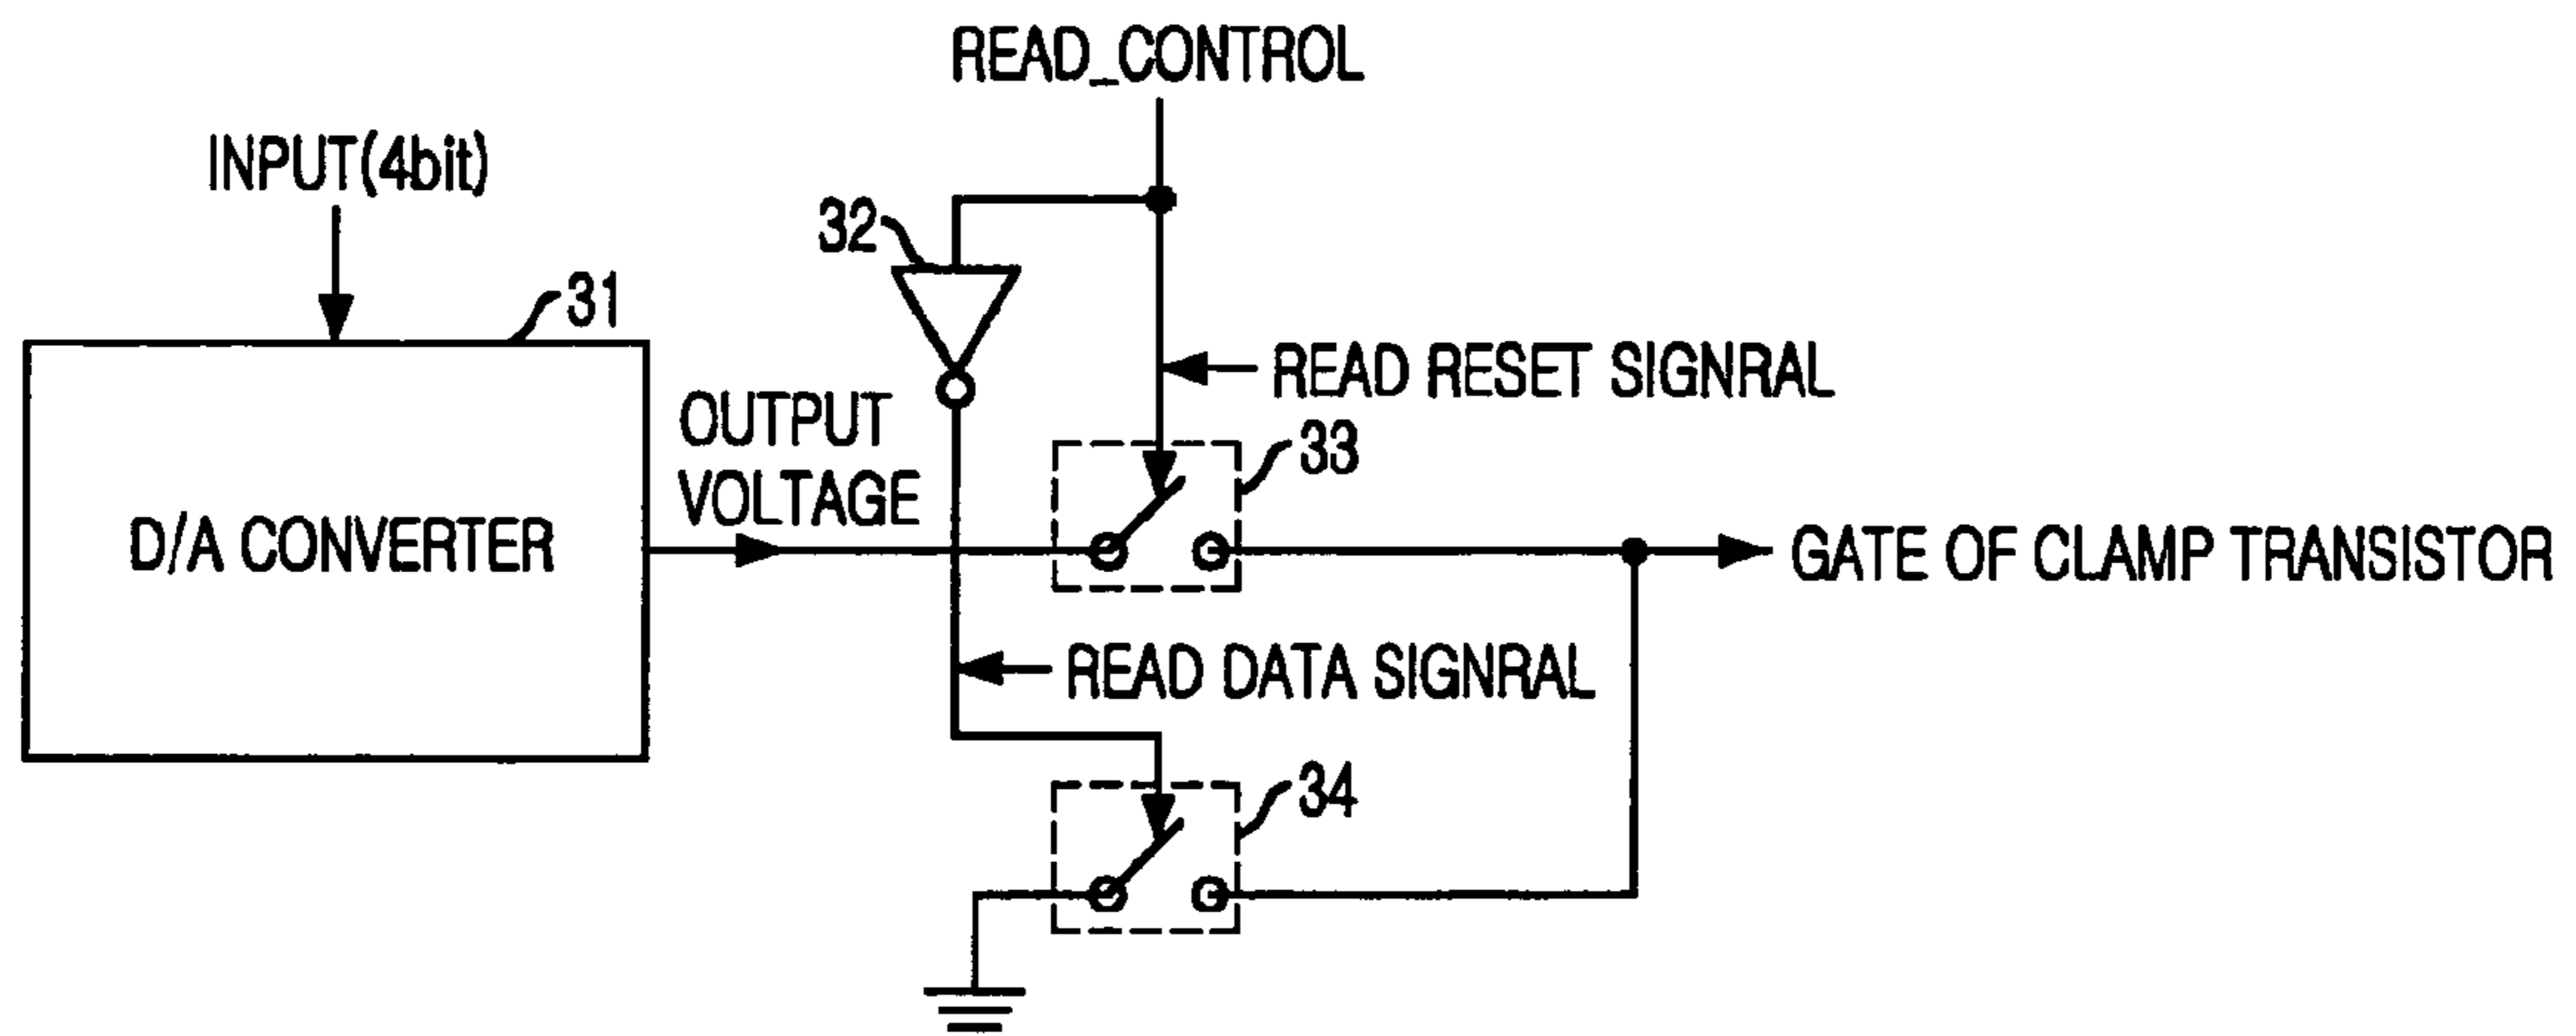 READ_CONTROL
INPUT(4bit)
32
31
READ RESET SIGNRAL
OUTPUT
VOLTAGE
33
D/A CONVERTER
GATE OF CLAMP TRANSISTOR
READ DATA SIGNRAL
34